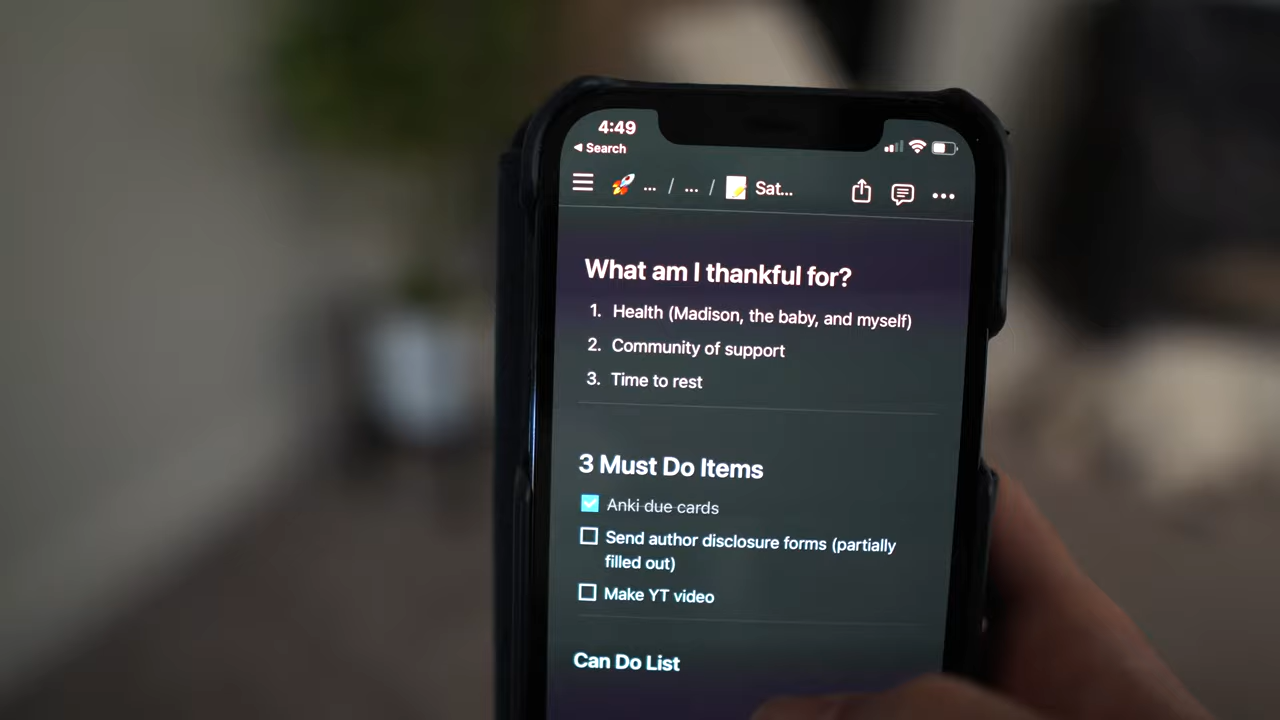 4:49
◀ Search
... / ... / Sat...
What am I thankful for?
1. Health (Madison, the baby, and myself)
2. Community of support
3. Time to rest
3 Must Do Items
Anki due cards
Send author disclosure forms (partially
filled out)
Make YT video
Can Do List